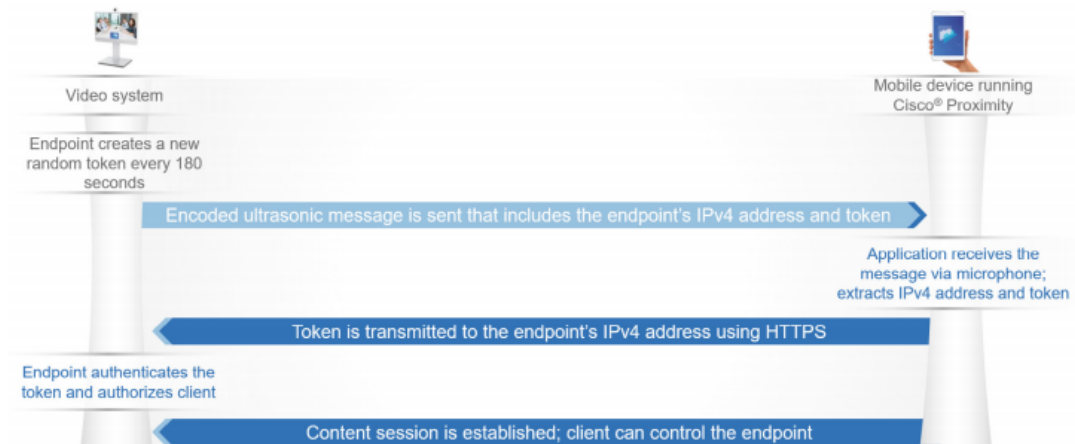 Video system
Mobile device running
Cisco® Proximity
Endpoint creates a new
random token every 180
seconds
Encoded ultrasonic message is sent that includes the endpoint's IPv4 address and token
Application receives the
message via microphone;
extracts IPv4 address and token
Token is transmitted to the endpoint's IPv4 address using HTTPS
Endpoint authenticates the
token and authorizes client
Content session is established; client can control the endpoint